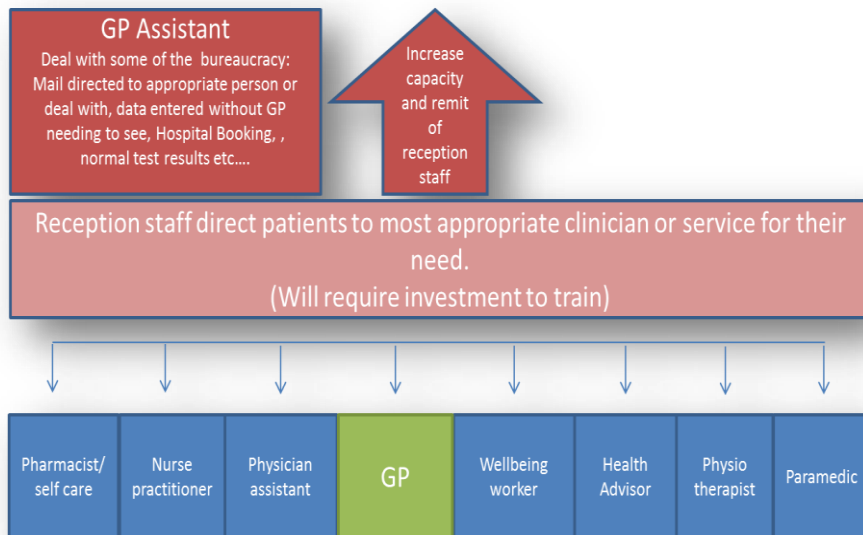 GP Assistant
Deal with some of the  bureaucracy:
Mail directed to appropriate person or
deal with, data entered without GP
needing to see, Hospital Booking, ,
normal test results etc….
Increase
capacity
and remit
of
reception
staff
Reception staff direct patients to most appropriate clinician or service for their
need.
(Will require investment to train)
Pharmacist/
self care
Nurse
practitioner
Physician
assistant
GP
Wellbeing
worker
Health
Advisor
Physio
therapist
Paramedic